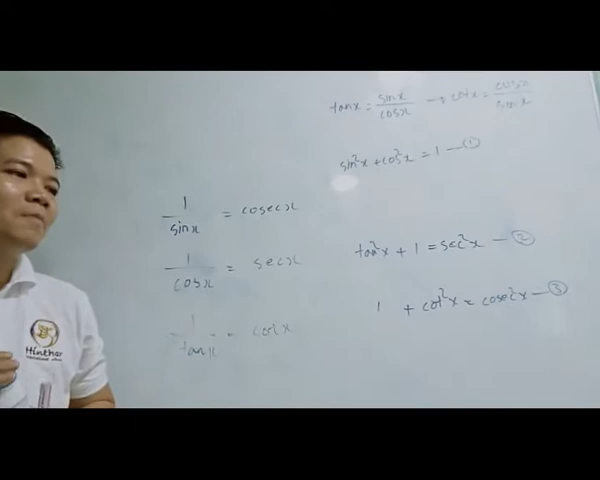 tanx = sinx/cosx → cotx = cosx/sinx
sin²x + cos²x = 1 — ①
1/sinx = cosecx
1/cosx = secx
1/tanx = cotx
tan²x + 1 = sec²x — ②
1 + cot²x = cosec²x — ③
Hinthar